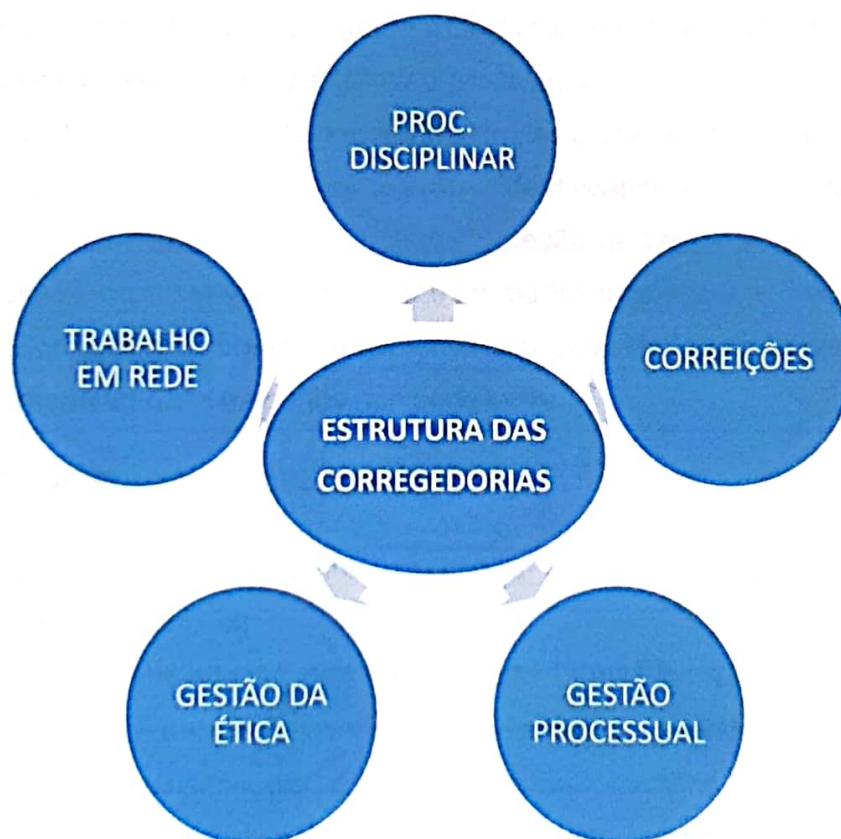 PROC.
DISCIPLINAR
TRABALHO
EM REDE
CORREIÇÕES
ESTRUTURA DAS
CORREGEDORIAS
GESTÃO DA
ÉTICA
GESTÃO
PROCESSUAL